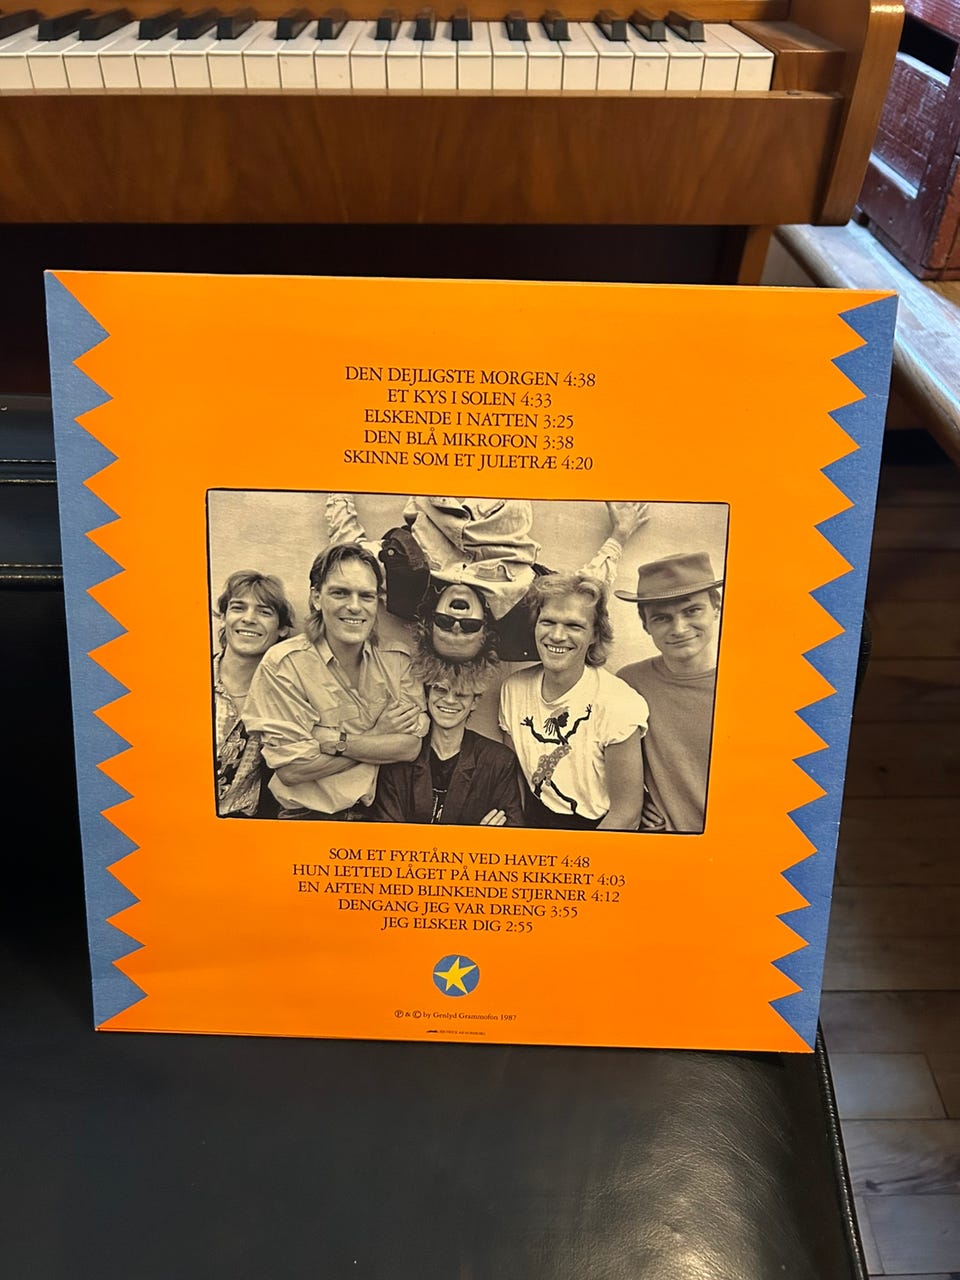 DEN DEJLIGSTE MORGEN 4:38
ET KYS I SOLEN 4:33
ELSKENDE I NATTEN 3:25
DEN BLÅ MIKROFON 3:38
SKINNE SOM ET JULETRÆ 4:20
SOM ET FYRTÅRN VED HAVET 4:48
HUN LETTED LÅGET PÅ HANS KIKKERT 4:03
EN AFTEN MED BLINKENDE STJERNER 4:12
DENGANG JEG VAR DRENG 3:55
JEG ELSKER DIG 2:55
℗ & © by Genlyd Grammofon 1987